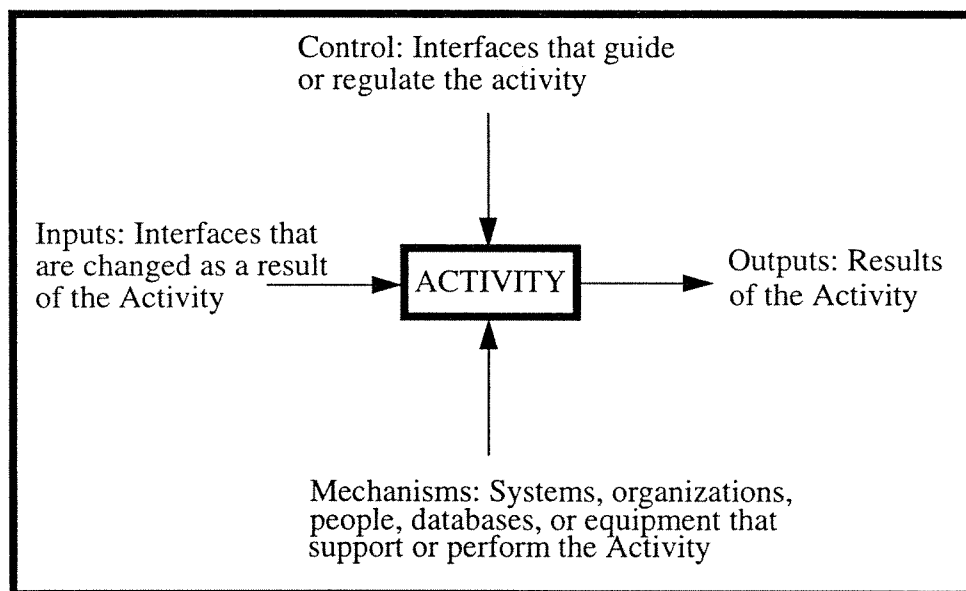 Control: Interfaces that guide
or regulate the activity
Inputs: Interfaces that
are changed as a result
of the Activity
ACTIVITY
Outputs: Results
of the Activity
Mechanisms: Systems, organizations,
people, databases, or equipment that
support or perform the Activity